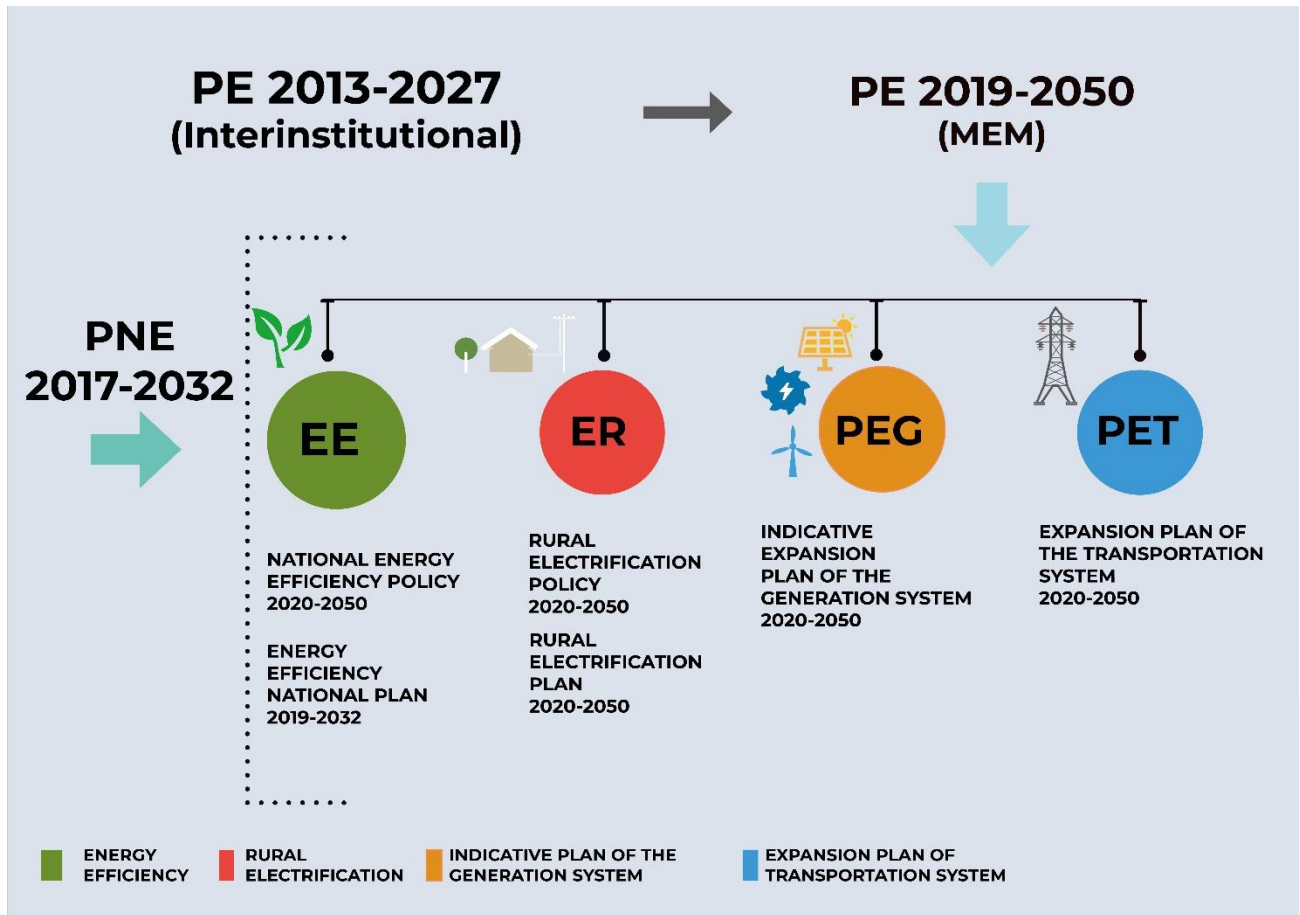 PE 2013-2027
(Interinstitutional)
PE 2019-2050
(MEM)
PNE
2017-2032
EE
ER
PEG
PET
NATIONAL ENERGY
EFFICIENCY POLICY
2020-2050
ENERGY
EFFICIENCY
NATIONAL PLAN
2019-2032
RURAL
ELECTRIFICATION
POLICY
2020-2050
RURAL
ELECTRIFICATION
PLAN
2020-2050
INDICATIVE
EXPANSION
PLAN OF THE
GENERATION SYSTEM
2020-2050
EXPANSION PLAN OF
THE TRANSPORTATION
SYSTEM
2020-2050
ENERGY
EFFICIENCY
RURAL
ELECTRIFICATION
INDICATIVE PLAN OF THE
GENERATION SYSTEM
EXPANSION PLAN OF
TRANSPORTATION SYSTEM